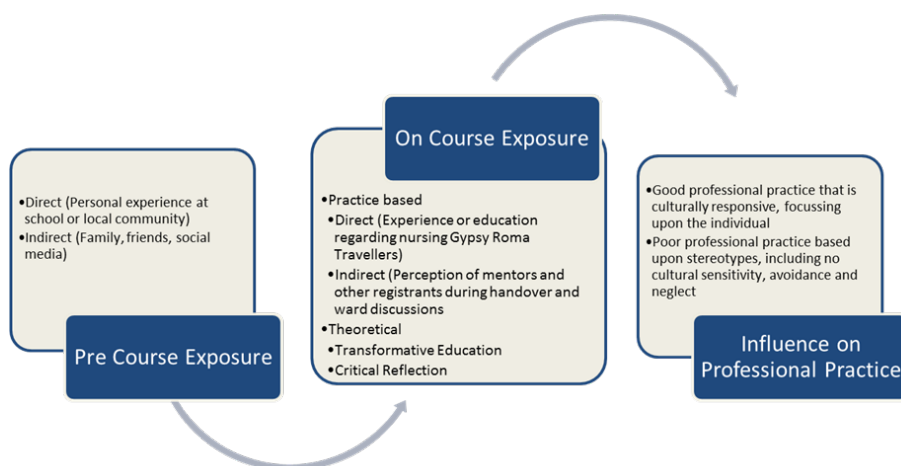 •Direct (Personal experience at
school or local community)
•Indirect (Family, friends, social
media)
Pre Course Exposure
On Course Exposure
•Practice based
•Direct (Experience or education
regarding nursing Gypsy Roma
Travellers)
•Indirect (Perception of mentors and
other registrants during handover and
ward discussions
•Theoretical
•Transformative Education
•Critical Reflection
•Good professional practice that is
culturally responsive, focussing
upon the individual
•Poor professional practice based
upon stereotypes, including no
cultural sensitivity, avoidance and
neglect
Influence on
Professional Practice